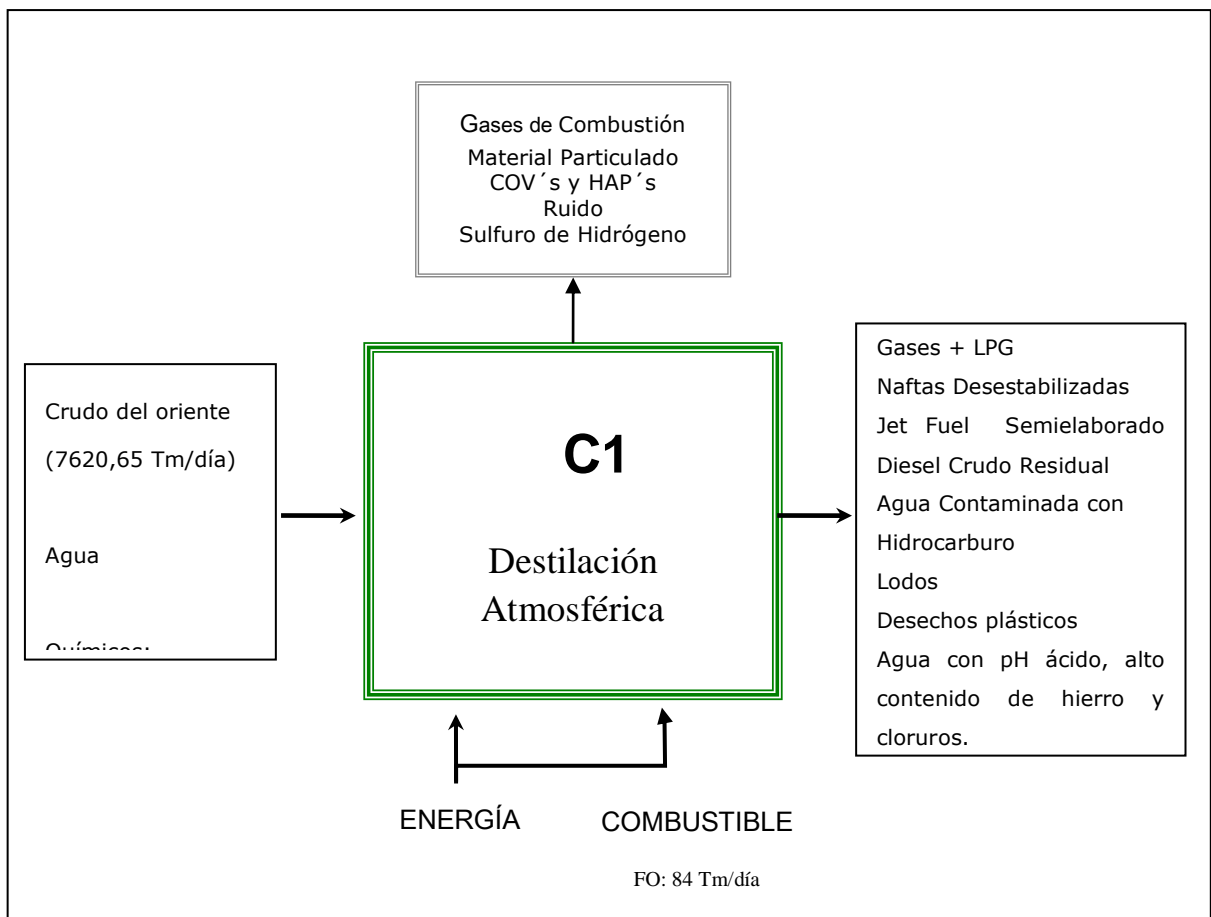 Gases de Combustión
Material Particulado
COV´s y HAP´s
Ruido
Sulfuro de Hidrógeno
Crudo del oriente
(7620,65 Tm/día)
Agua
Químicos:
C1
Destilación
Atmosférica
Gases + LPG
Naftas Desestabilizadas
Jet Fuel Semielaborado
Diesel Crudo Residual
Agua Contaminada con
Hidrocarburo
Lodos
Desechos plásticos
Agua con pH ácido, alto
contenido de hierro y
cloruros.
ENERGÍA
COMBUSTIBLE
FO: 84 Tm/día